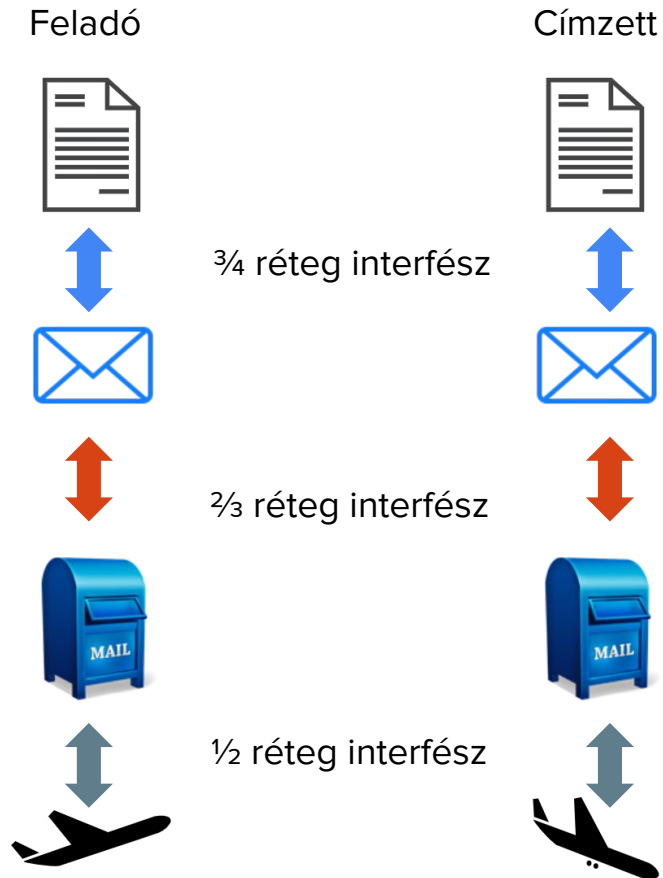 Feladó Címzett
¾ réteg interfész
⅔ réteg interfész
MAIL MAIL
½ réteg interfész